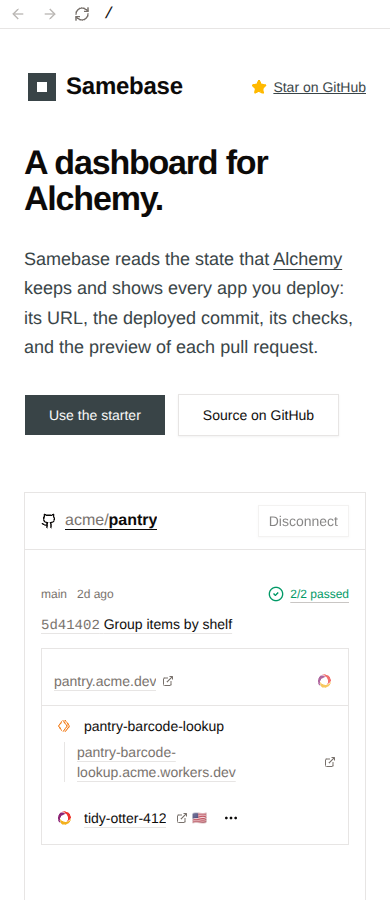 /
Samebase
Star on GitHub
A dashboard for
Alchemy.
Samebase reads the state that Alchemy
keeps and shows every app you deploy:
its URL, the deployed commit, its checks,
and the preview of each pull request.
Use the starter
Source on GitHub
acme/pantry
Disconnect
main 2d ago
2/2 passed
5d41402 Group items by shelf
pantry.acme.dev
pantry-barcode-lookup
pantry-barcode-
lookup.acme.workers.dev
tidy-otter-412